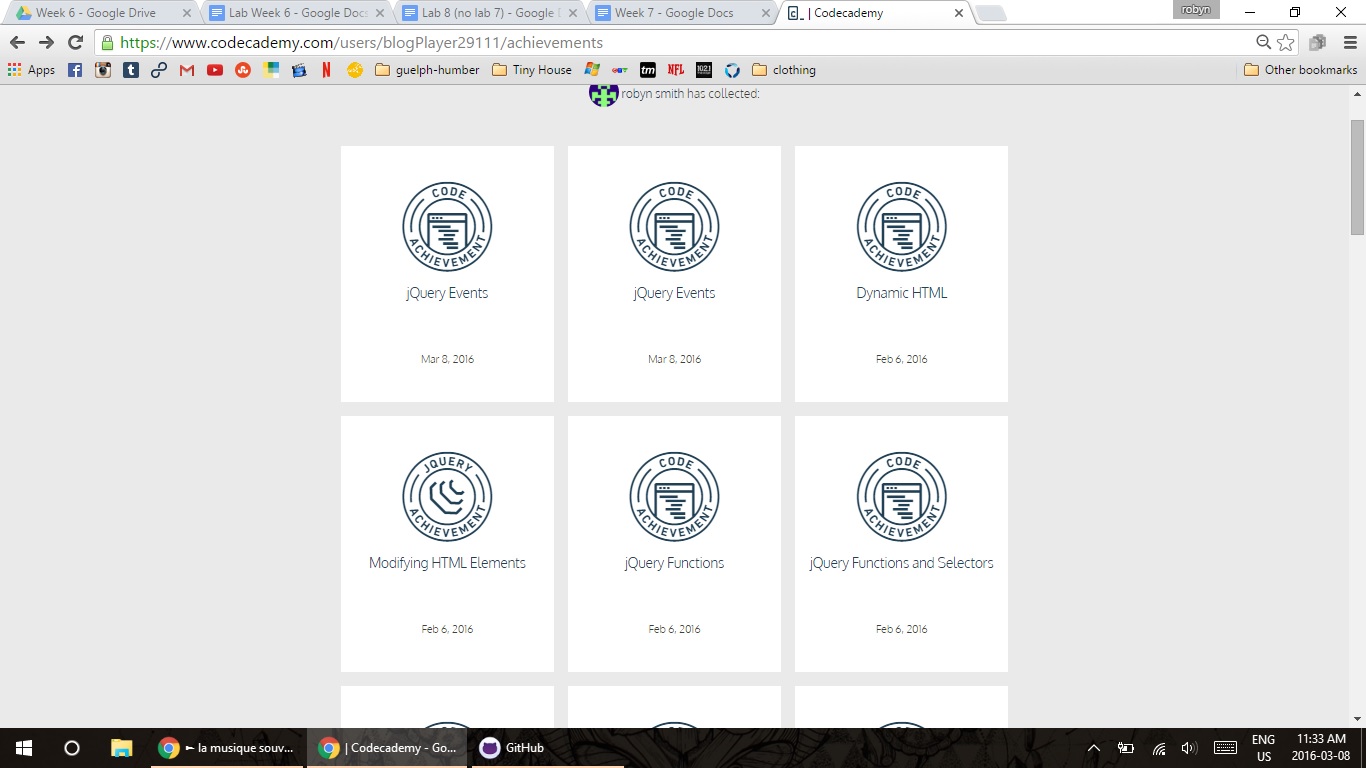 Week 6 - Google Drive
Lab Week 6 - Google Docs
Lab 8 (no lab 7) - Google D
Week 7 - Google Docs
| Codecademy
robyn
https://www.codecademy.com/users/blogPlayer29111/achievements
Apps
NFL
102.1
guelph-humber
Tiny House
tm
clothing
Other bookmarks
robyn smith has collected:
CODE
ACHIEVEMENT
jQuery Events
Mar 8, 2016
CODE
ACHIEVEMENT
jQuery Events
Mar 8, 2016
CODE
ACHIEVEMENT
Dynamic HTML
Feb 6, 2016
JQUERY
ACHIEVEMENT
Modifying HTML Elements
Feb 6, 2016
CODE
ACHIEVEMENT
jQuery Functions
Feb 6, 2016
CODE
ACHIEVEMENT
jQuery Functions and Selectors
Feb 6, 2016
► la musique souv...
| Codecademy - Go...
GitHub
ENG
US
11:33 AM
2016-03-08